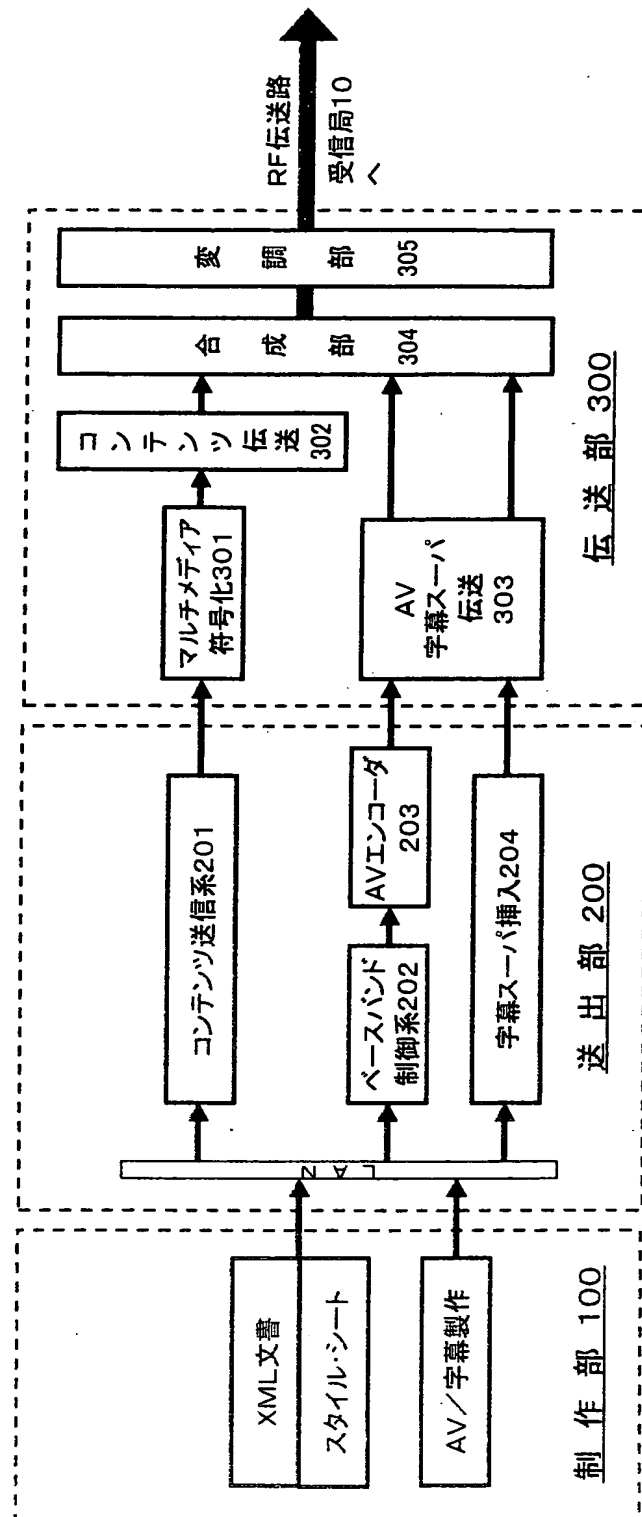 XML文書
スタイル・シート
AV/字幕製作
制作部 100
LAN
コンテンツ送信系201
ベースバンド
制御系202
AVエンコーダ
203
字幕スーパ挿入204
送出部 200
マルチメディア
符号化301
コンテンツ伝送
302
AV
字幕スーパ
伝送
303
合成部
304
変調部
305
伝送部 300
RF伝送路
受信局10
へ